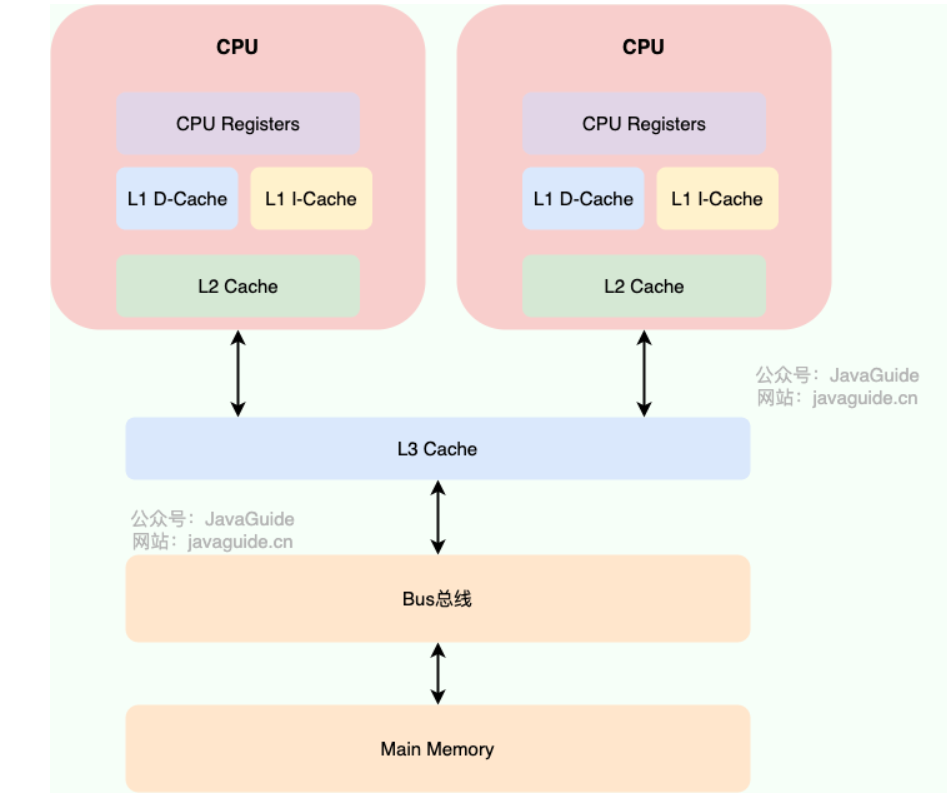 CPU
CPU
CPU Registers
CPU Registers
L1 D-Cache
L1 I-Cache
L1 D-Cache
L1 I-Cache
L2 Cache
L2 Cache
公众号：JavaGuide
网站：javaguide.cn
L3 Cache
公众号：JavaGuide
网站：javaguide.cn
Bus总线
Main Memory